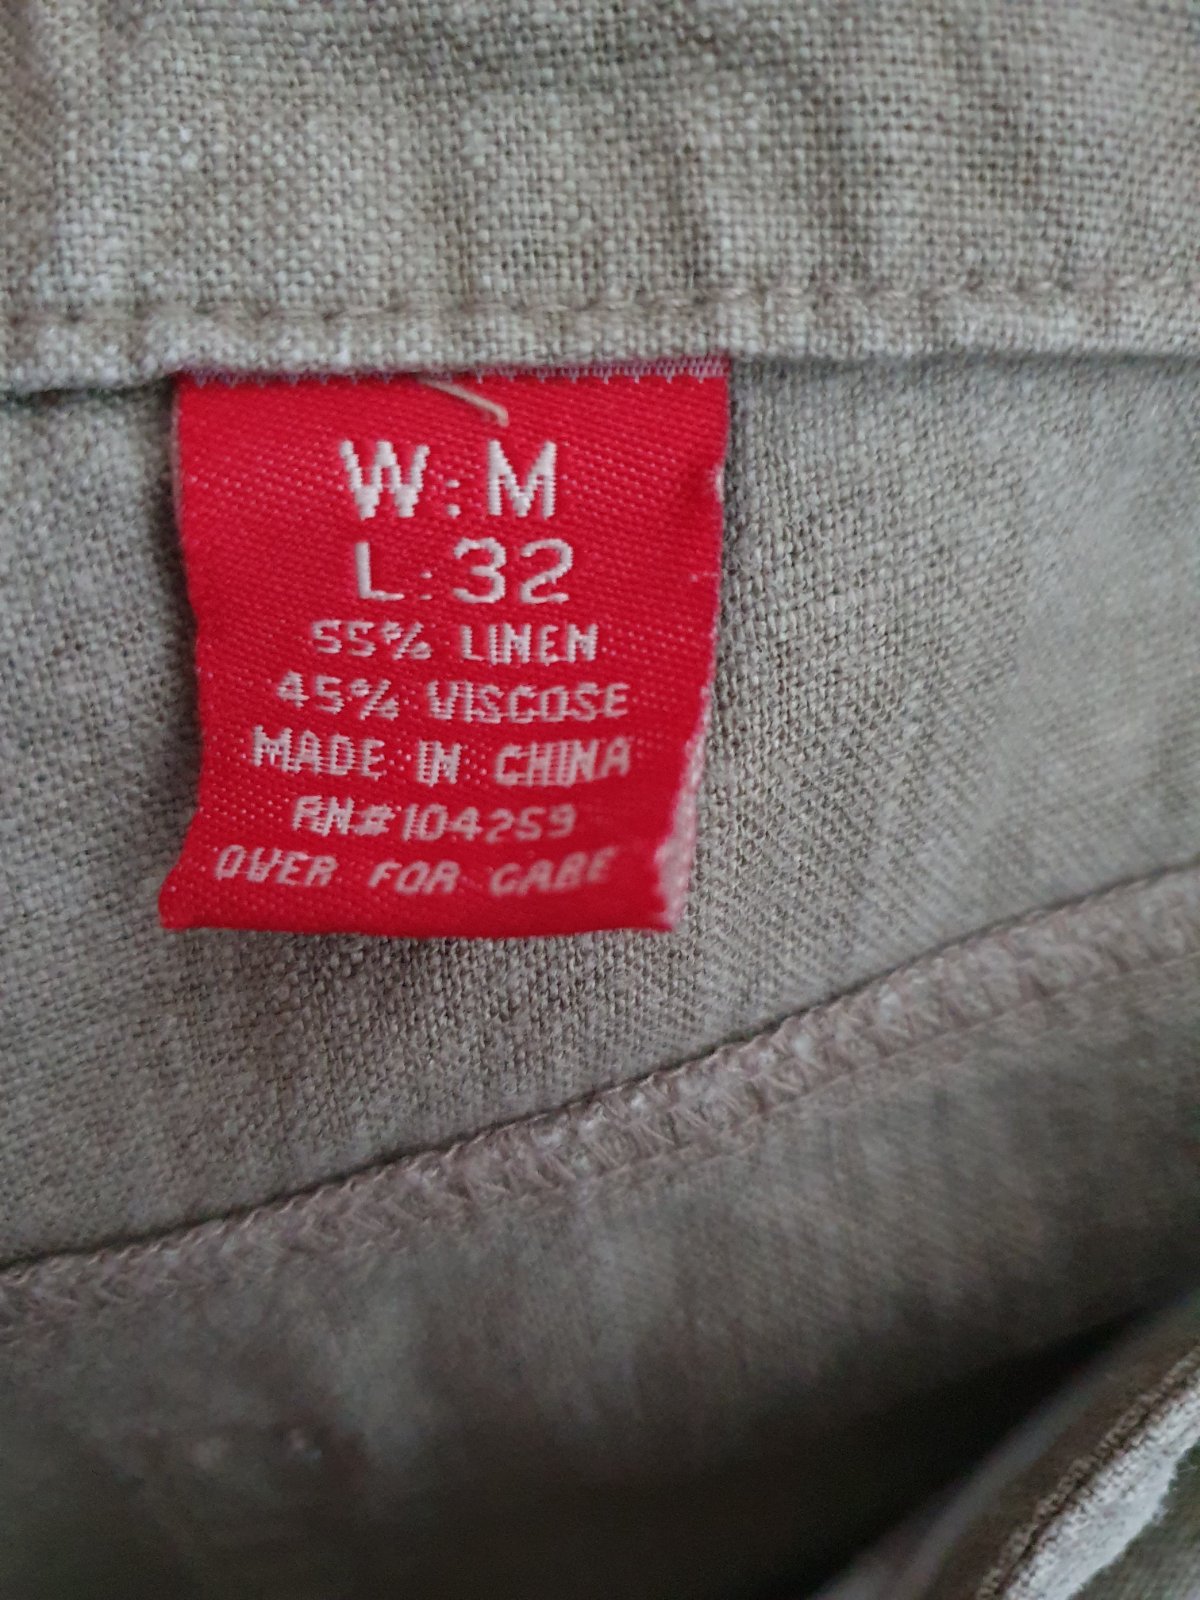 W:M
L:32
55% LINEN
45% VISCOSE
MADE IN CHINA
RN#104259
OVER FOR CARE